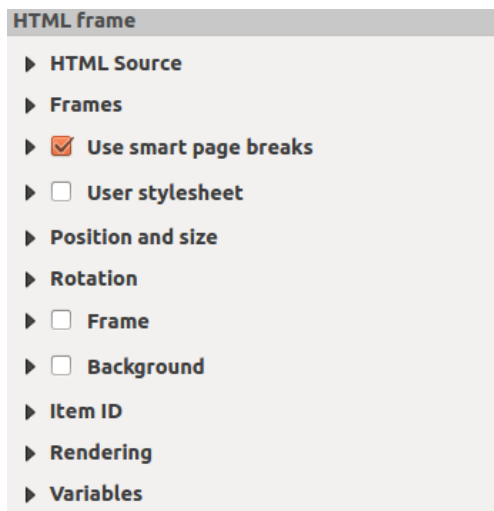 HTML frame
HTML Source
Frames
Use smart page breaks
User stylesheet
Position and size
Rotation
Frame
Background
Item ID
Rendering
Variables